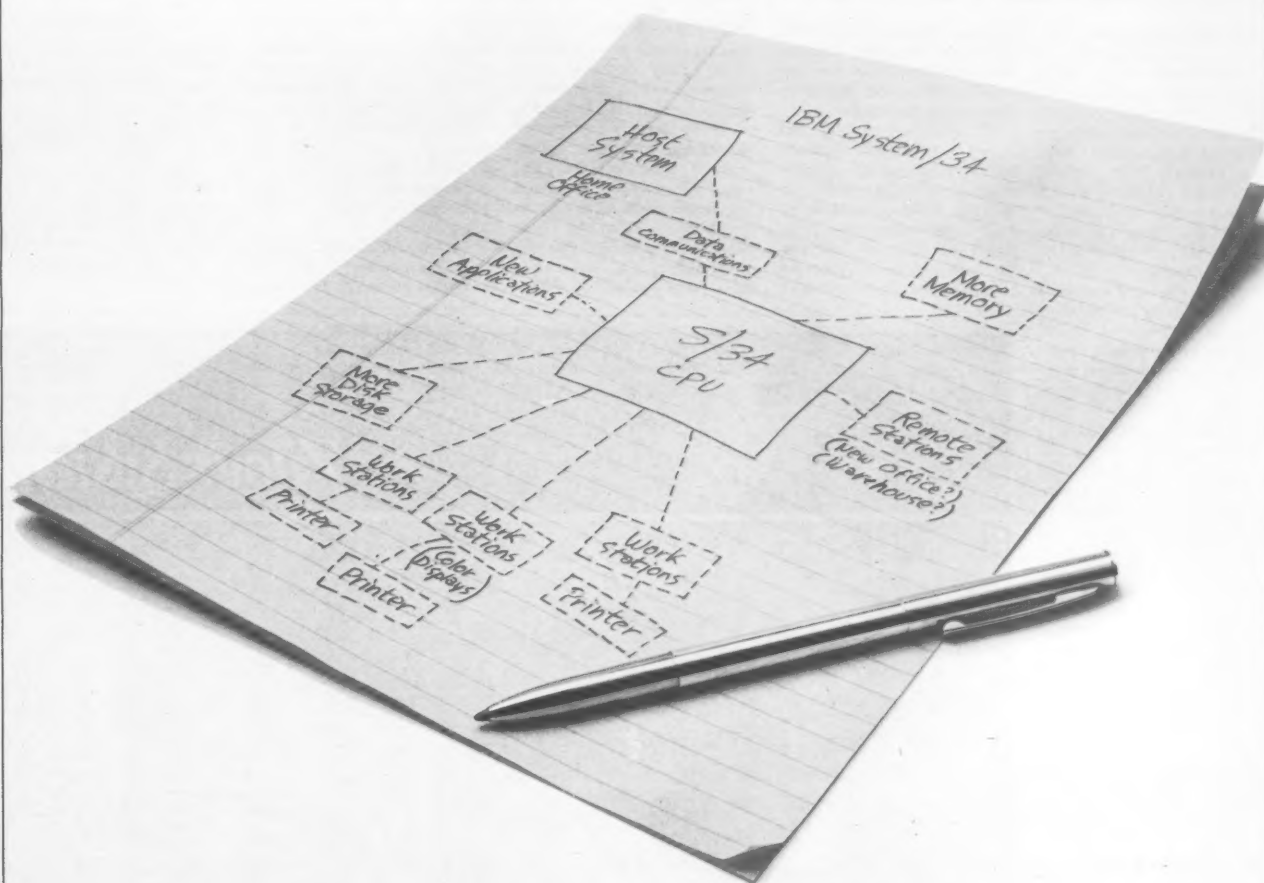 IBM System/34
Host
System
Home
Office
Data
Communications
New
Applications
More
Memory
S/34
CPU
More
Disk
Storage
Remote
Stations
(New Office?)
(Warehouse?)
Work
Stations
Printer
Work
Stations
(Color
Displays)
Printer
Work
Stations
Printer